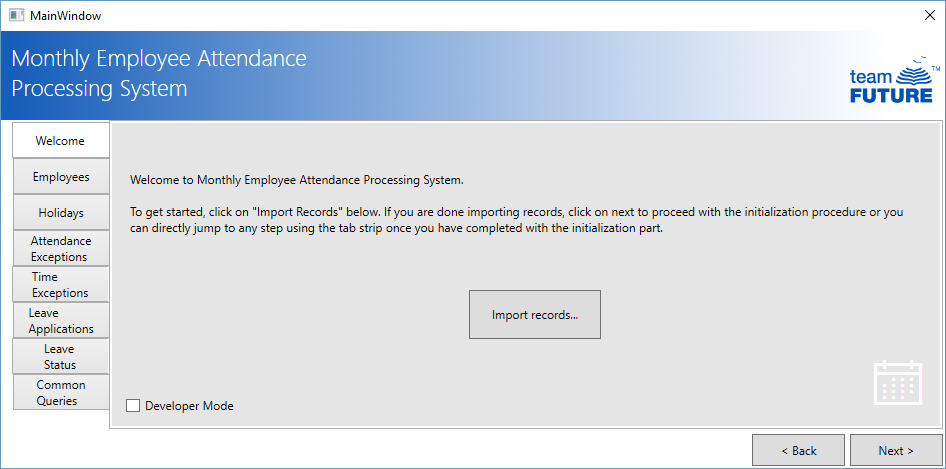 MainWindow
Monthly Employee Attendance
Processing System
team
FUTURE
TM
Welcome
Employees
Holidays
Attendance
Exceptions
Time
Exceptions
Leave
Applications
Leave
Status
Common
Queries
Welcome to Monthly Employee Attendance Processing System.
To get started, click on "Import Records" below. If you are done importing records, click on next to proceed with the initialization procedure or you
can directly jump to any step using the tab strip once you have completed with the initialization part.
Import records...
Developer Mode
< Back
Next >